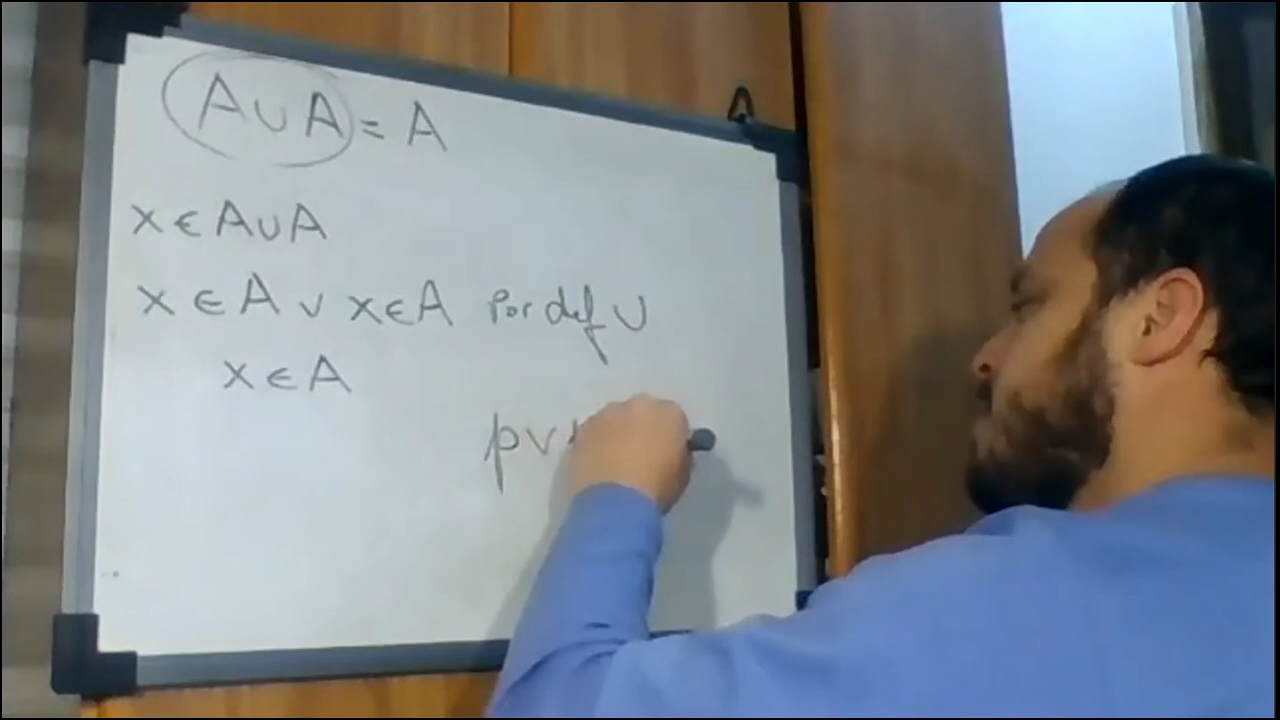 A∪A = A
x ∈ A∪A
x ∈ A ∨ x ∈ A Por def ∪
x ∈ A
p ∨